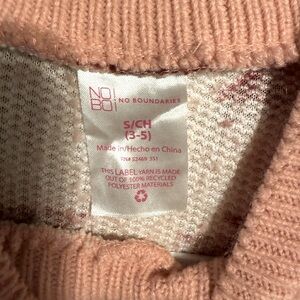 NO!
BO!
NO BOUNDARIES
S/CH
(3-5)
Made in/Hecho en China
RN# 52469 351
THIS LABEL YARN IS MADE
OUT OF 100% RECYCLED
POLYESTER MATERIALS